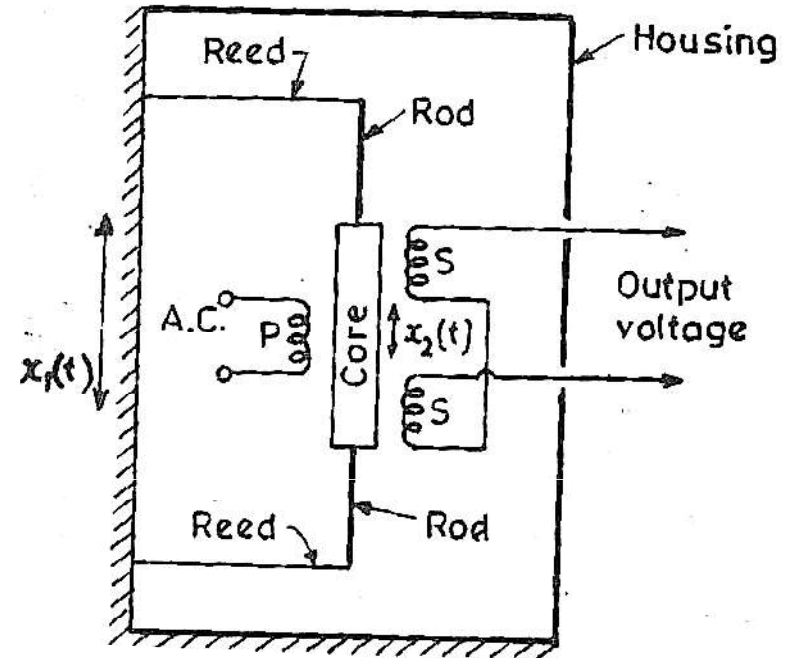 Housing
Reed
Rod
S
Output
voltage
A.C.
P
Core
x₂(t)
x₁(t)
S
Reed
Rod